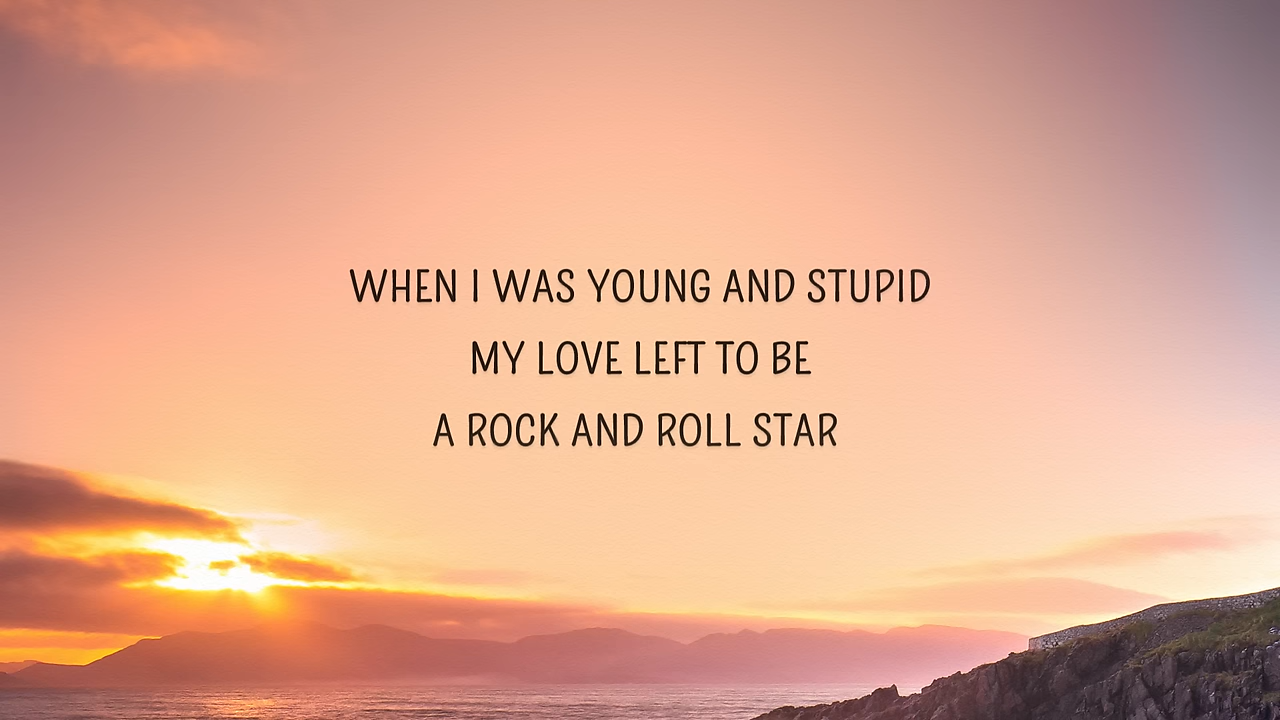 WHEN I WAS YOUNG AND STUPID
MY LOVE LEFT TO BE
A ROCK AND ROLL STAR